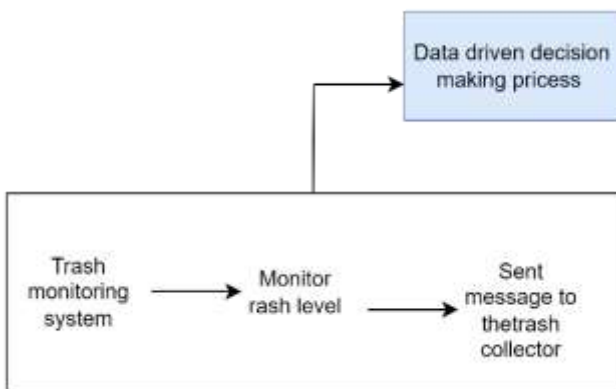 Data driven decision
making pricess
Trash
monitoring
system
Monitor
rash level
Sent
message to
thetrash
collector